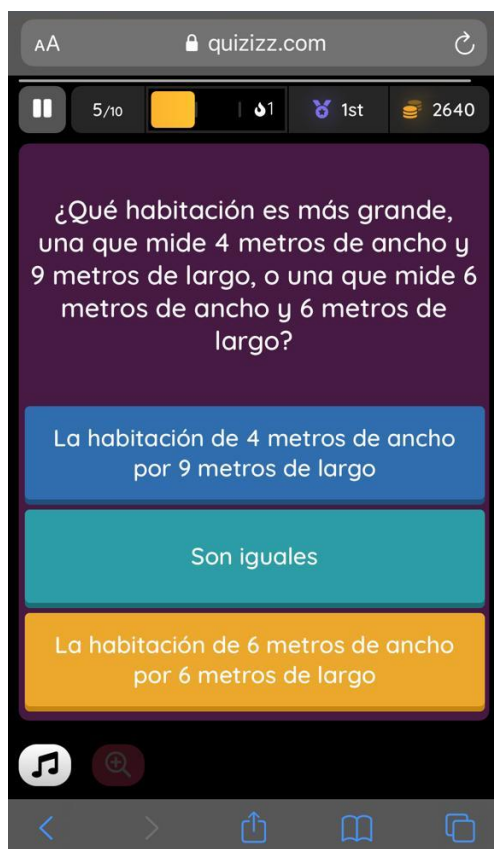 AA quizizz.com
5/10 1 1st 2640
¿Qué habitación es más grande,
una que mide 4 metros de ancho y
9 metros de largo, o una que mide 6
metros de ancho y 6 metros de
largo?
La habitación de 4 metros de ancho
por 9 metros de largo
Son iguales
La habitación de 6 metros de ancho
por 6 metros de largo